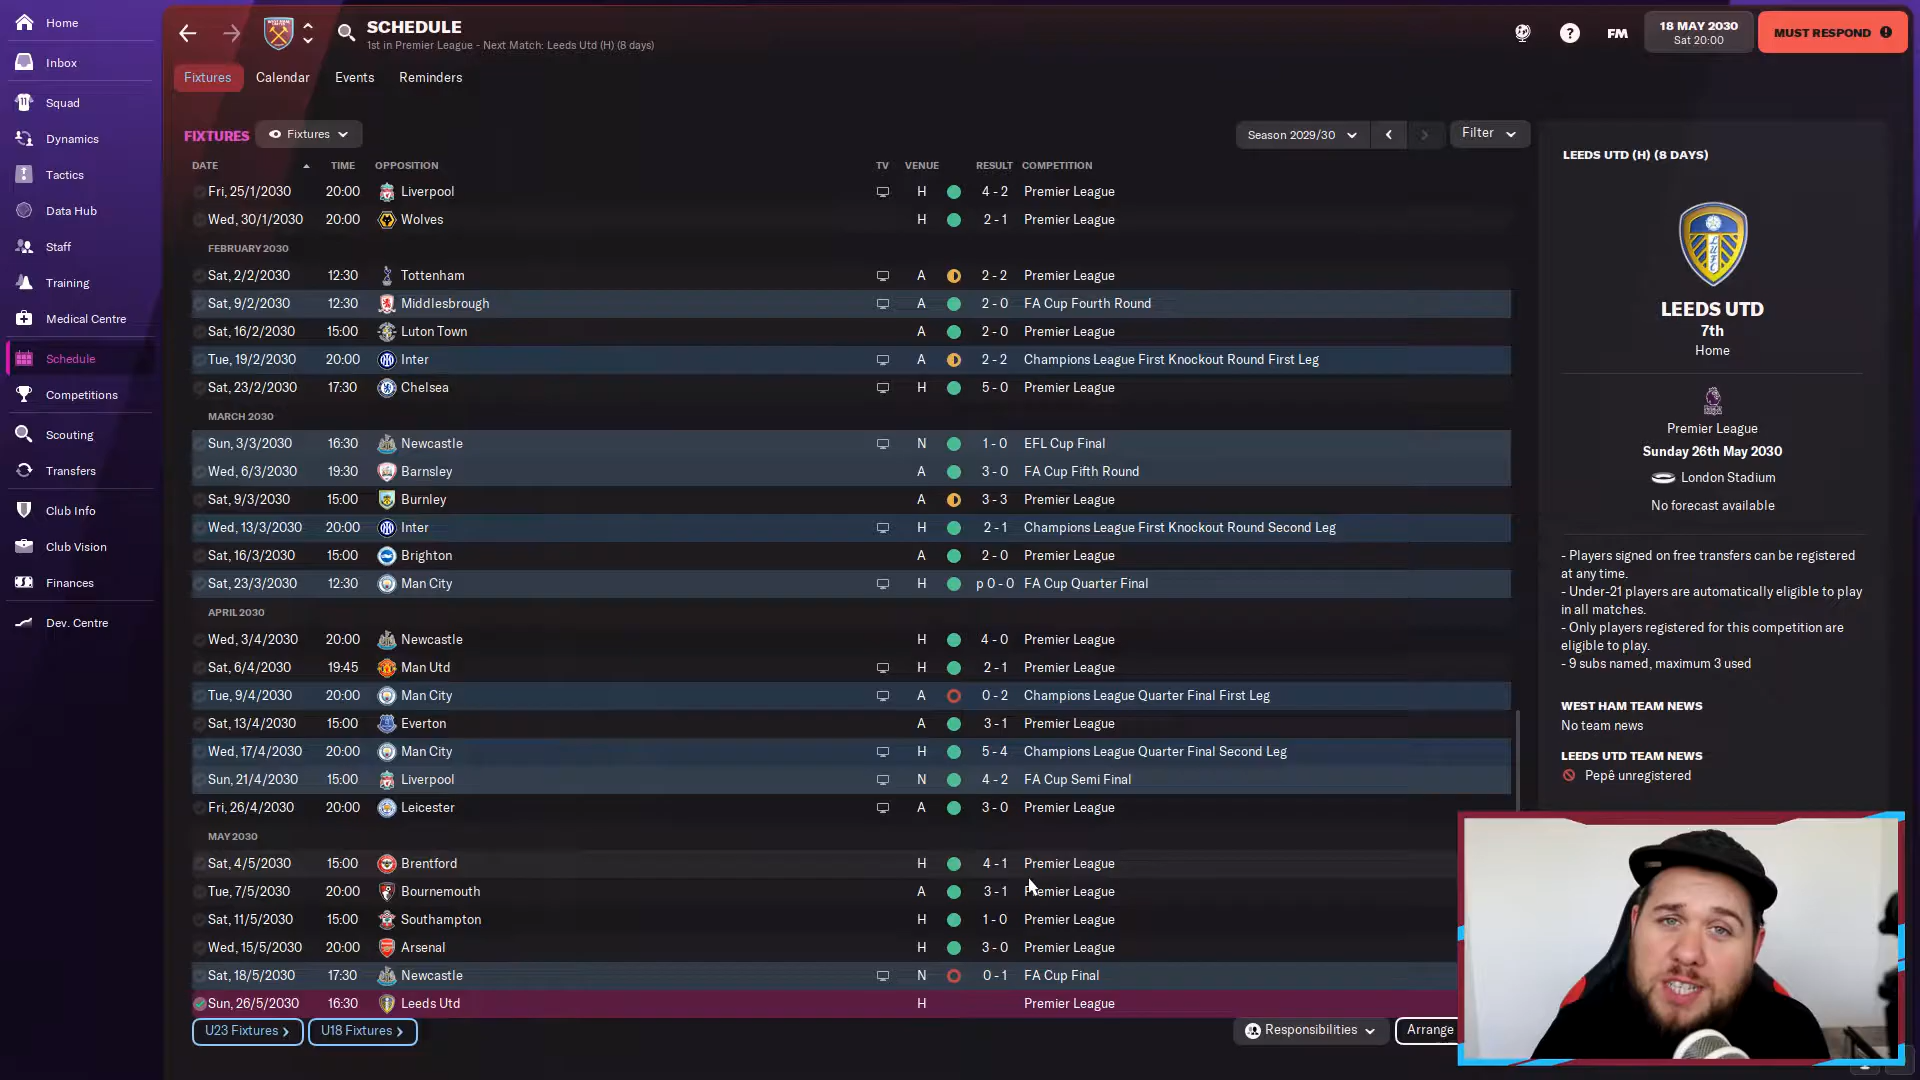 Home
Inbox
Squad
Dynamics
Tactics
Data Hub
Staff
Training
Medical Centre
Schedule
Competitions
Scouting
Transfers
Club Info
Club Vision
Finances
Dev. Centre
SCHEDULE
1st in Premier League - Next Match: Leeds Utd (H) (8 days)
FM
18 MAY 2030
Sat 20:00
MUST RESPOND
Fixtures Calendar Events Reminders
FIXTURES Fixtures Season 2029/30 Filter
DATE TIME OPPOSITION TV VENUE RESULT COMPETITION
Fri, 25/1/2030 20:00 Liverpool H 4 - 2 Premier League
Wed, 30/1/2030 20:00 Wolves H 2 - 1 Premier League
FEBRUARY 2030
Sat, 2/2/2030 12:30 Tottenham A 2 - 2 Premier League
Sat, 9/2/2030 12:30 Middlesbrough A 2 - 0 FA Cup Fourth Round
Sat, 16/2/2030 15:00 Luton Town A 2 - 0 Premier League
Tue, 19/2/2030 20:00 Inter A 2 - 2 Champions League First Knockout Round First Leg
Sat, 23/2/2030 17:30 Chelsea H 5 - 0 Premier League
MARCH 2030
Sun, 3/3/2030 16:30 Newcastle N 1 - 0 EFL Cup Final
Wed, 6/3/2030 19:30 Barnsley A 3 - 0 FA Cup Fifth Round
Sat, 9/3/2030 15:00 Burnley A 3 - 3 Premier League
Wed, 13/3/2030 20:00 Inter H 2 - 1 Champions League First Knockout Round Second Leg
Sat, 16/3/2030 15:00 Brighton A 2 - 0 Premier League
Sat, 23/3/2030 12:30 Man City H p 0 - 0 FA Cup Quarter Final
APRIL 2030
Wed, 3/4/2030 20:00 Newcastle H 4 - 0 Premier League
Sat, 6/4/2030 19:45 Man Utd H 2 - 1 Premier League
Tue, 9/4/2030 20:00 Man City A 0 - 2 Champions League Quarter Final First Leg
Sat, 13/4/2030 15:00 Everton A 3 - 1 Premier League
Wed, 17/4/2030 20:00 Man City H 5 - 4 Champions League Quarter Final Second Leg
Sun, 21/4/2030 15:00 Liverpool N 4 - 2 FA Cup Semi Final
Fri, 26/4/2030 20:00 Leicester A 3 - 0 Premier League
MAY 2030
Sat, 4/5/2030 15:00 Brentford H 4 - 1 Premier League
Tue, 7/5/2030 20:00 Bournemouth A 3 - 1 Premier League
Sat, 11/5/2030 15:00 Southampton H 1 - 0 Premier League
Wed, 15/5/2030 20:00 Arsenal H 3 - 0 Premier League
Sat, 18/5/2030 17:30 Newcastle N 0 - 1 FA Cup Final
Sun, 26/5/2030 16:30 Leeds Utd H Premier League
U23 Fixtures U18 Fixtures Responsibilities Arrange
LEEDS UTD (H) (8 DAYS)
LEEDS UTD
7th
Home
Premier League
Sunday 26th May 2030
London Stadium
No forecast available
- Players signed on free transfers can be registered
at any time.
- Under-21 players are automatically eligible to play
in all matches.
- Only players registered for this competition are
eligible to play.
- 9 subs named, maximum 3 used
WEST HAM TEAM NEWS
No team news
LEEDS UTD TEAM NEWS
Pepê unregistered